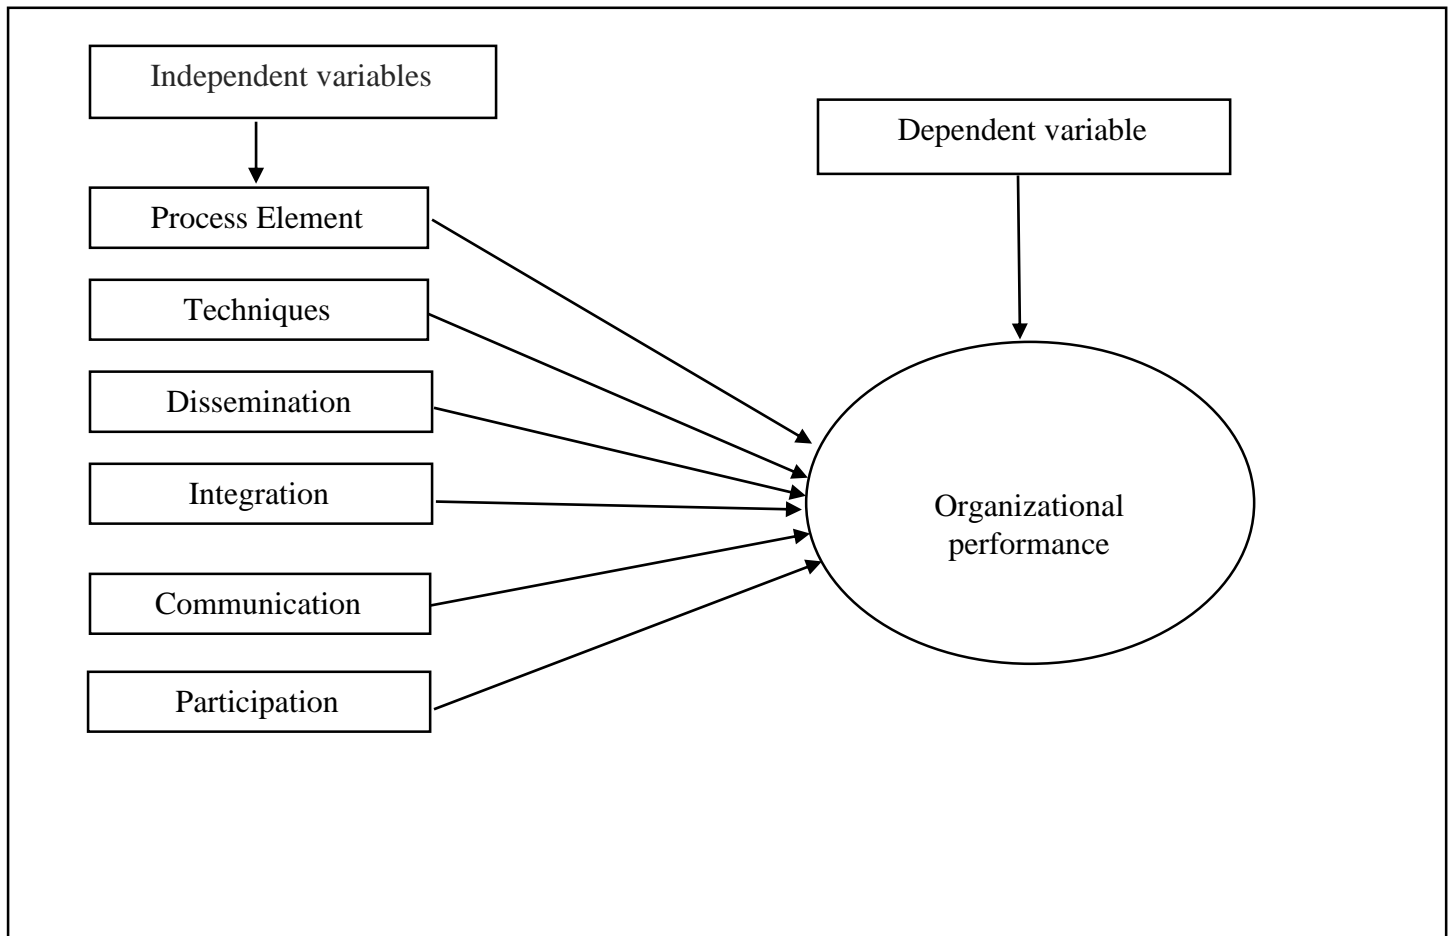 Independent variables
Dependent variable
Process Element
Techniques
Dissemination
Integration
Organizational
performance
Communication
Participation